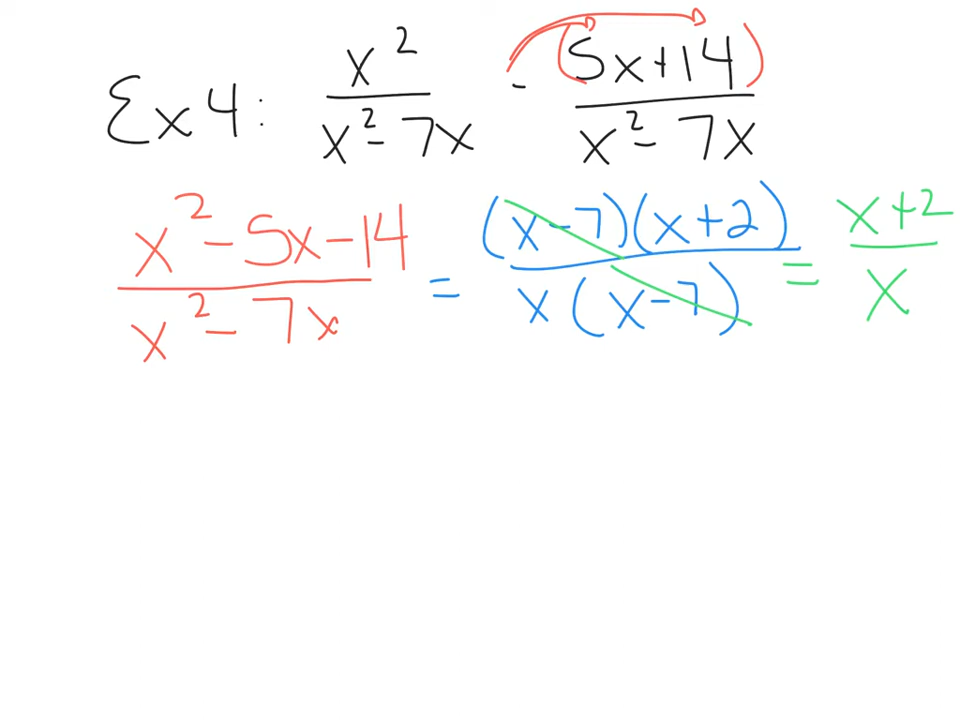 Ex 4: x²/(x² - 7x) - (5x+14)/(x² - 7x)
(x² - 5x - 14)/(x² - 7x) = (x-7)(x+2)/x(x-7) = (x+2)/x